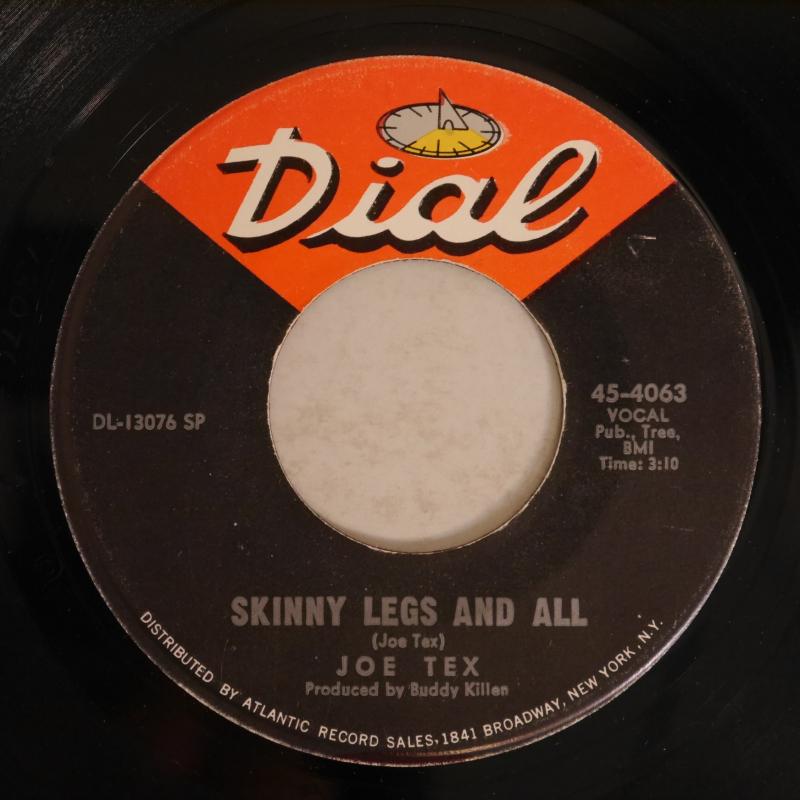 Dial
DL-13076 SP
45-4063
VOCAL
Pub., Tree,
BMI
Time: 3:10
SKINNY LEGS AND ALL
(Joe Tex)
JOE TEX
Produced by Buddy Killen
DISTRIBUTED BY ATLANTIC RECORD SALES, 1841 BROADWAY, NEW YORK, N.Y.